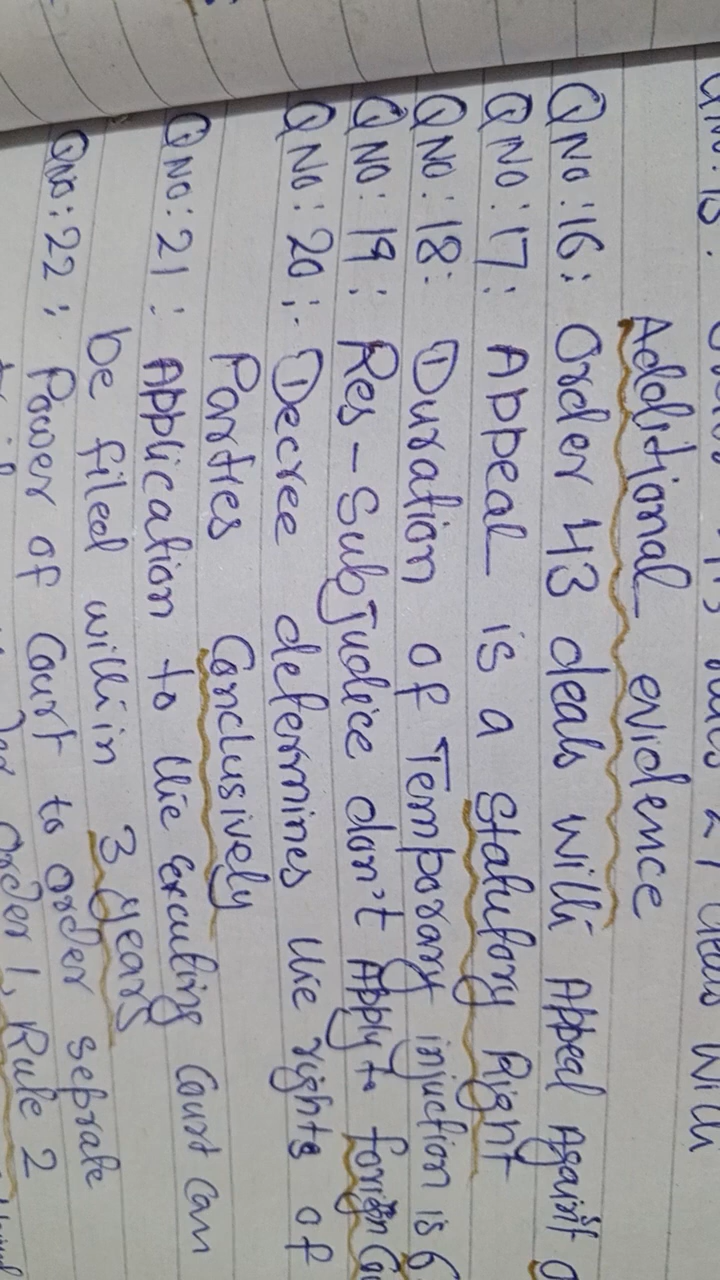 Additional evidence
Q NO: 16: Order 43 deals with Appeal Against
Q NO: 17: Appeal is a Statutory Right
Q NO: 18: Duration of Temporary injuction is 6
Q NO: 19: Res-Subjudice don't Apply to forign
Q NO: 20: Decree determines the rights of
Parties Conclusively
Q NO: 21: Application to the executing Court can
be filed within 3 years
Q NO: 22: Power of Court to order seprate
Order 1, Rule 2